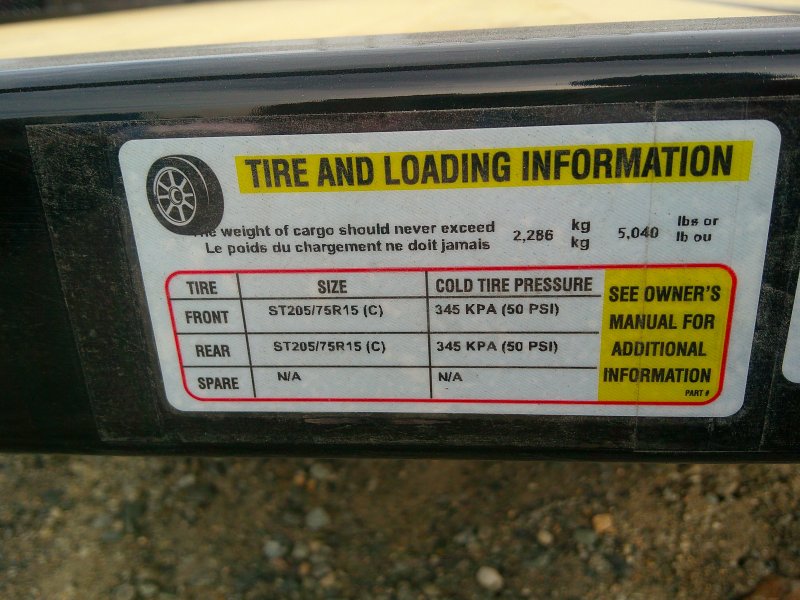 TIRE AND LOADING INFORMATION
The weight of cargo should never exceed 2,286 kg 5,040 lbs or
Le poids du chargement ne doit jamais kg lb ou
TIRE SIZE COLD TIRE PRESSURE
FRONT ST205/75R15 (C) 345 KPA (50 PSI)
REAR ST205/75R15 (C) 345 KPA (50 PSI)
SPARE N/A N/A
SEE OWNER'S
MANUAL FOR
ADDITIONAL
INFORMATION
PART #